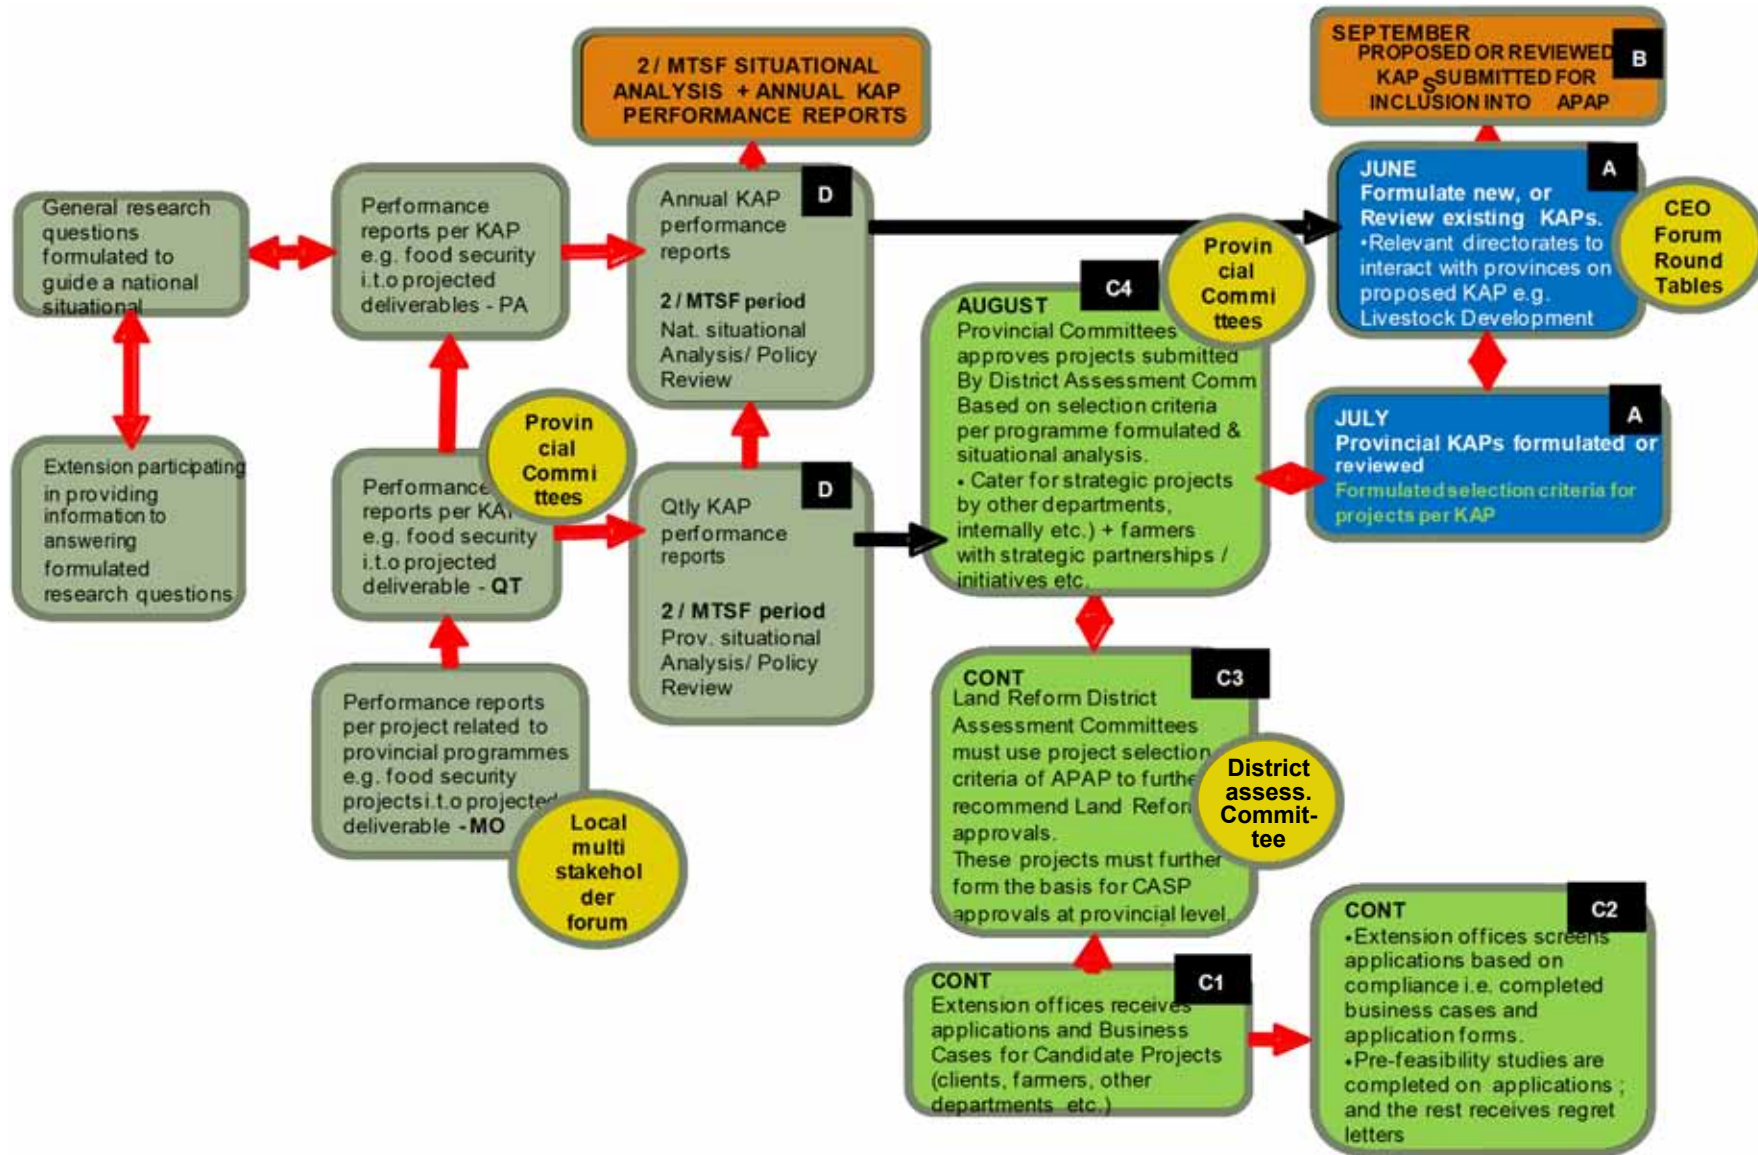 2 / MTSF SITUATIONAL
ANALYSIS + ANNUAL KAP
PERFORMANCE REPORTS
SEPTEMBER
PROPOSED OR REVIEWED
KAPs SUBMITTED FOR
INCLUSION INTO APAP
B
General research
questions
formulated to
guide a national
situational
Performance
reports per KAP
e.g. food security
i.t.o projected
deliverables - PA
D
Annual KAP
performance
reports
2 / MTSF period
Nat. situational
Analysis/ Policy
Review
A
JUNE
Formulate new, or
Review existing KAPs.
•Relevant directorates to
interact with provinces on
proposed KAP e.g.
Livestock Development
CEO
Forum
Round
Tables
Provin
cial
Commi
ttees
C4
AUGUST
Provincial Committees
approves projects submitted
By District Assessment Comm
Based on selection criteria
per programme formulated &
situational analysis.
• Cater for strategic projects
by other departments,
internally etc.) + farmers
with strategic partnerships /
initiatives etc.
A
JULY
Provincial KAPs formulated or
reviewed
Formulated selection criteria for
projects per KAP
Extension participating
in providing
information to
answering
formulated
research questions
Provin
cial
Commi
ttees
Performance
reports per KAP
e.g. food security
i.t.o projected
deliverable - QT
D
Qtly KAP
performance
reports
2 / MTSF period
Prov. situational
Analysis/ Policy
Review
Performance reports
per project related to
provincial programmes
e.g. food security
projects i.t.o projected
deliverable - MO
Local
multi
stakehol
der
forum
C3
CONT
Land Reform District
Assessment Committees
must use project selection
criteria of APAP to further
recommend Land Reform
approvals.
These projects must further
form the basis for CASP
approvals at provincial level.
District
assess.
Commit-
tee
C1
CONT
Extension offices receives
applications and Business
Cases for Candidate Projects
(clients, farmers, other
departments etc.)
C2
CONT
•Extension offices screens
applications based on
compliance i.e. completed
business cases and
application forms.
•Pre-feasibility studies are
completed on applications ;
and the rest receives regret
letters